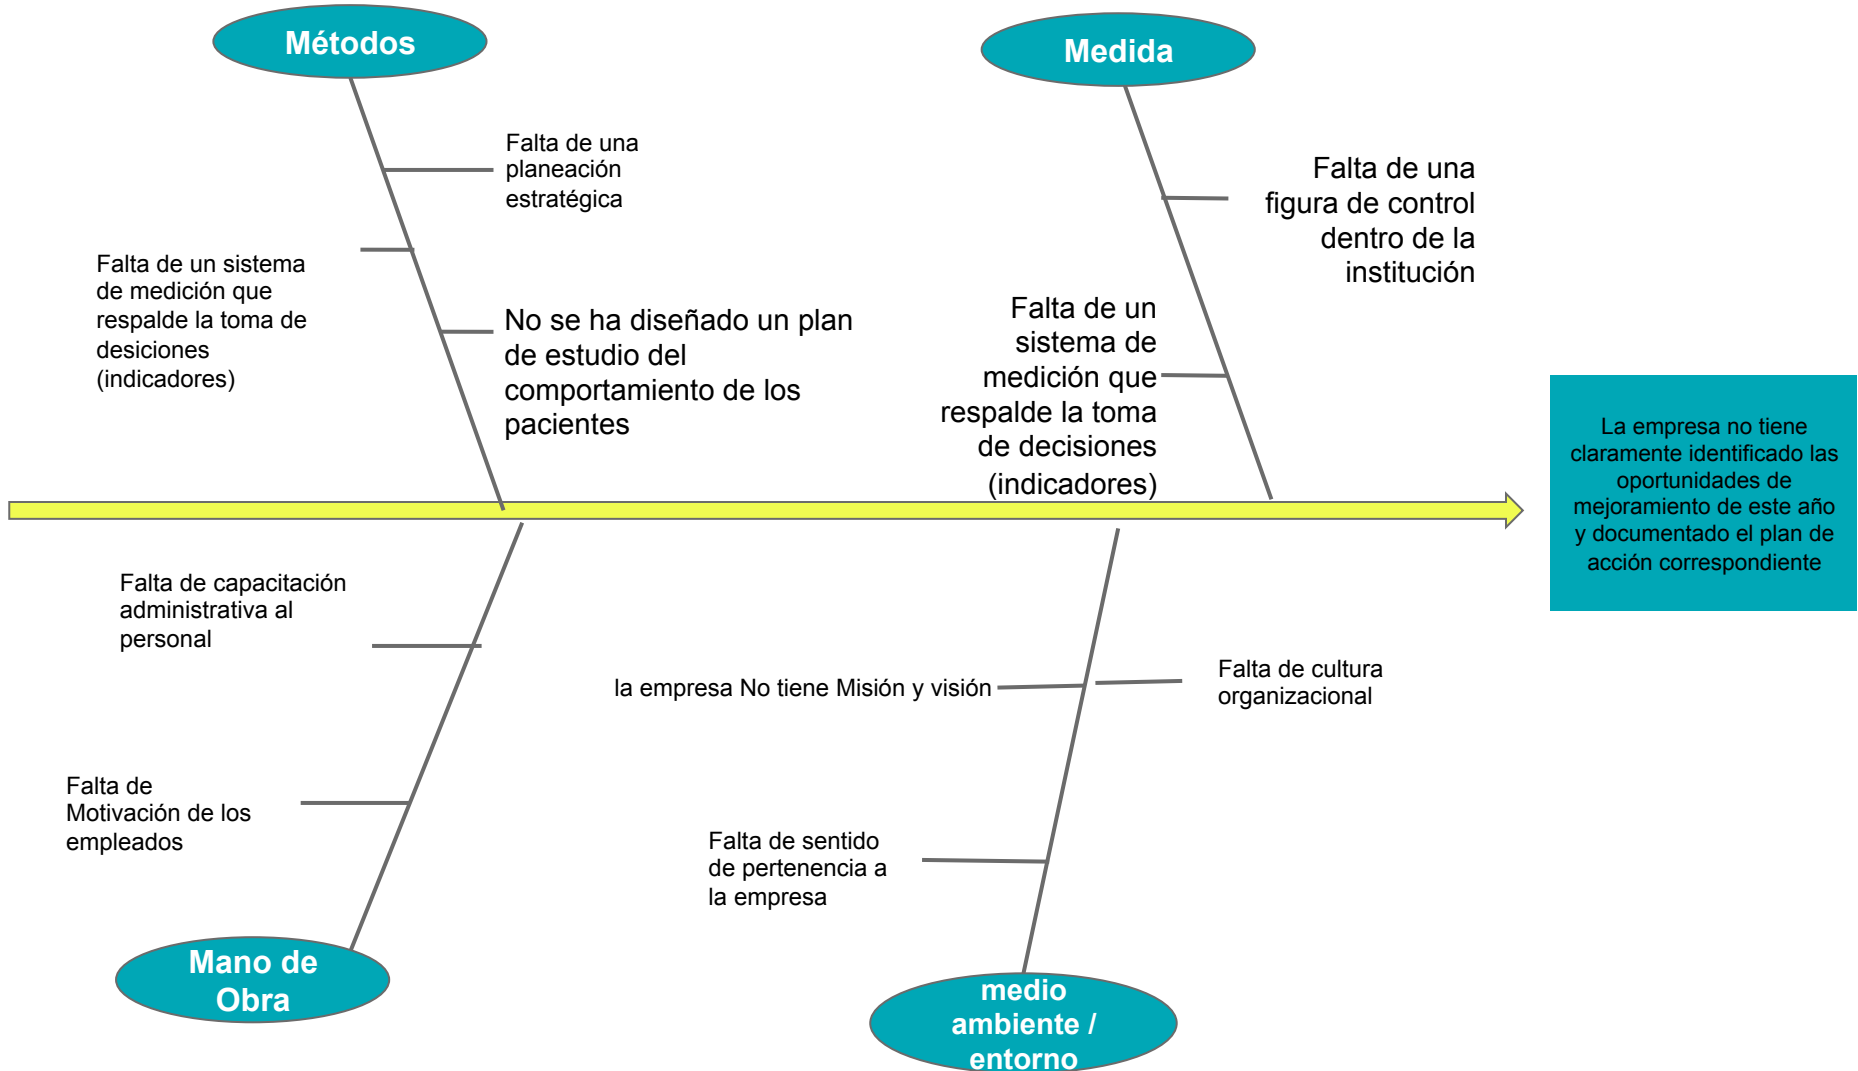 Métodos
Medida
Falta de una
planeación
estratégica
Falta de una
figura de control
dentro de la
institución
Falta de un sistema
de medición que
respalde la toma de
desiciones
(indicadores)
No se ha diseñado un plan
de estudio del
comportamiento de los
pacientes
Falta de un
sistema de
medición que
respalde la toma
de decisiones
(indicadores)
La empresa no tiene
claramente identificado las
oportunidades de
mejoramiento de este año
y documentado el plan de
acción correspondiente
Falta de capacitación
administrativa al
personal
la empresa No tiene Misión y visión
Falta de cultura
organizacional
Falta de
Motivación de los
empleados
Falta de sentido
de pertenencia a
la empresa
Mano de
Obra
medio
ambiente /
entorno